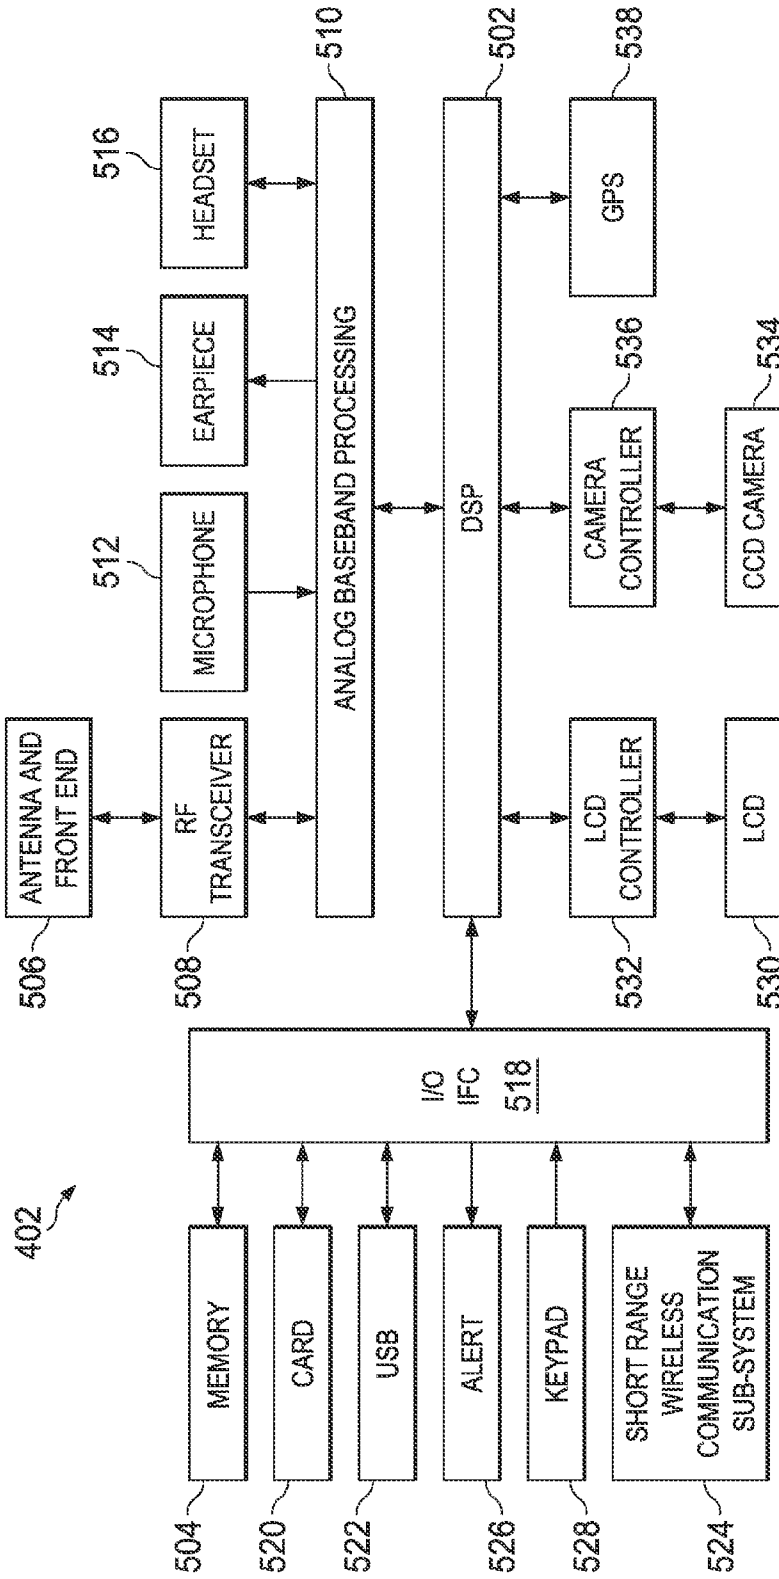 402
506
ANTENNA AND
FRONT END
508
RF
TRANSCEIVER
512
MICROPHONE
514
EARPIECE
516
HEADSET
ANALOG BASEBAND PROCESSING
510
DSP
502
504
MEMORY
520
CARD
522
USB
526
ALERT
528
KEYPAD
524
SHORT RANGE
WIRELESS
COMMUNICATION
SUB-SYSTEM
I/O
IFC
518
532
LCD
CONTROLLER
CAMERA
CONTROLLER
536
GPS
538
530
LCD
CCD CAMERA
534